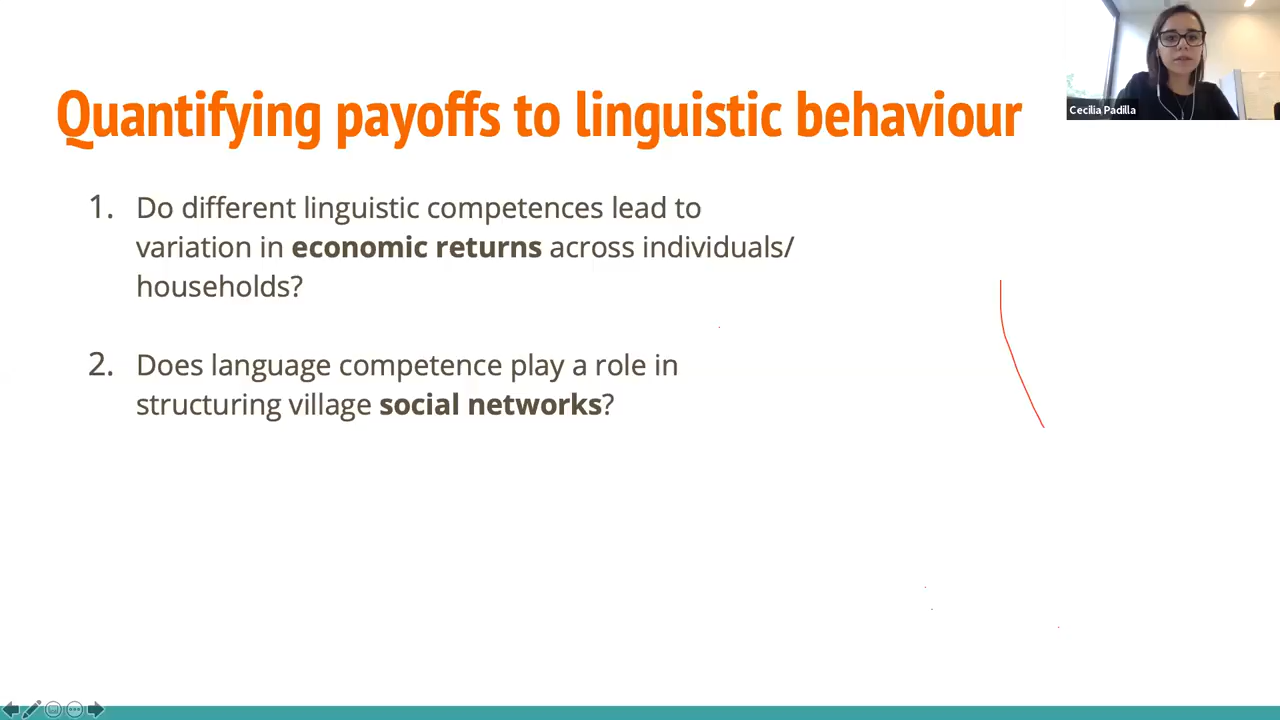 Quantifying payoffs to linguistic behaviour
Cecilia Padilla
1. Do different linguistic competences lead to
variation in economic returns across individuals/
households?
2. Does language competence play a role in
structuring village social networks?